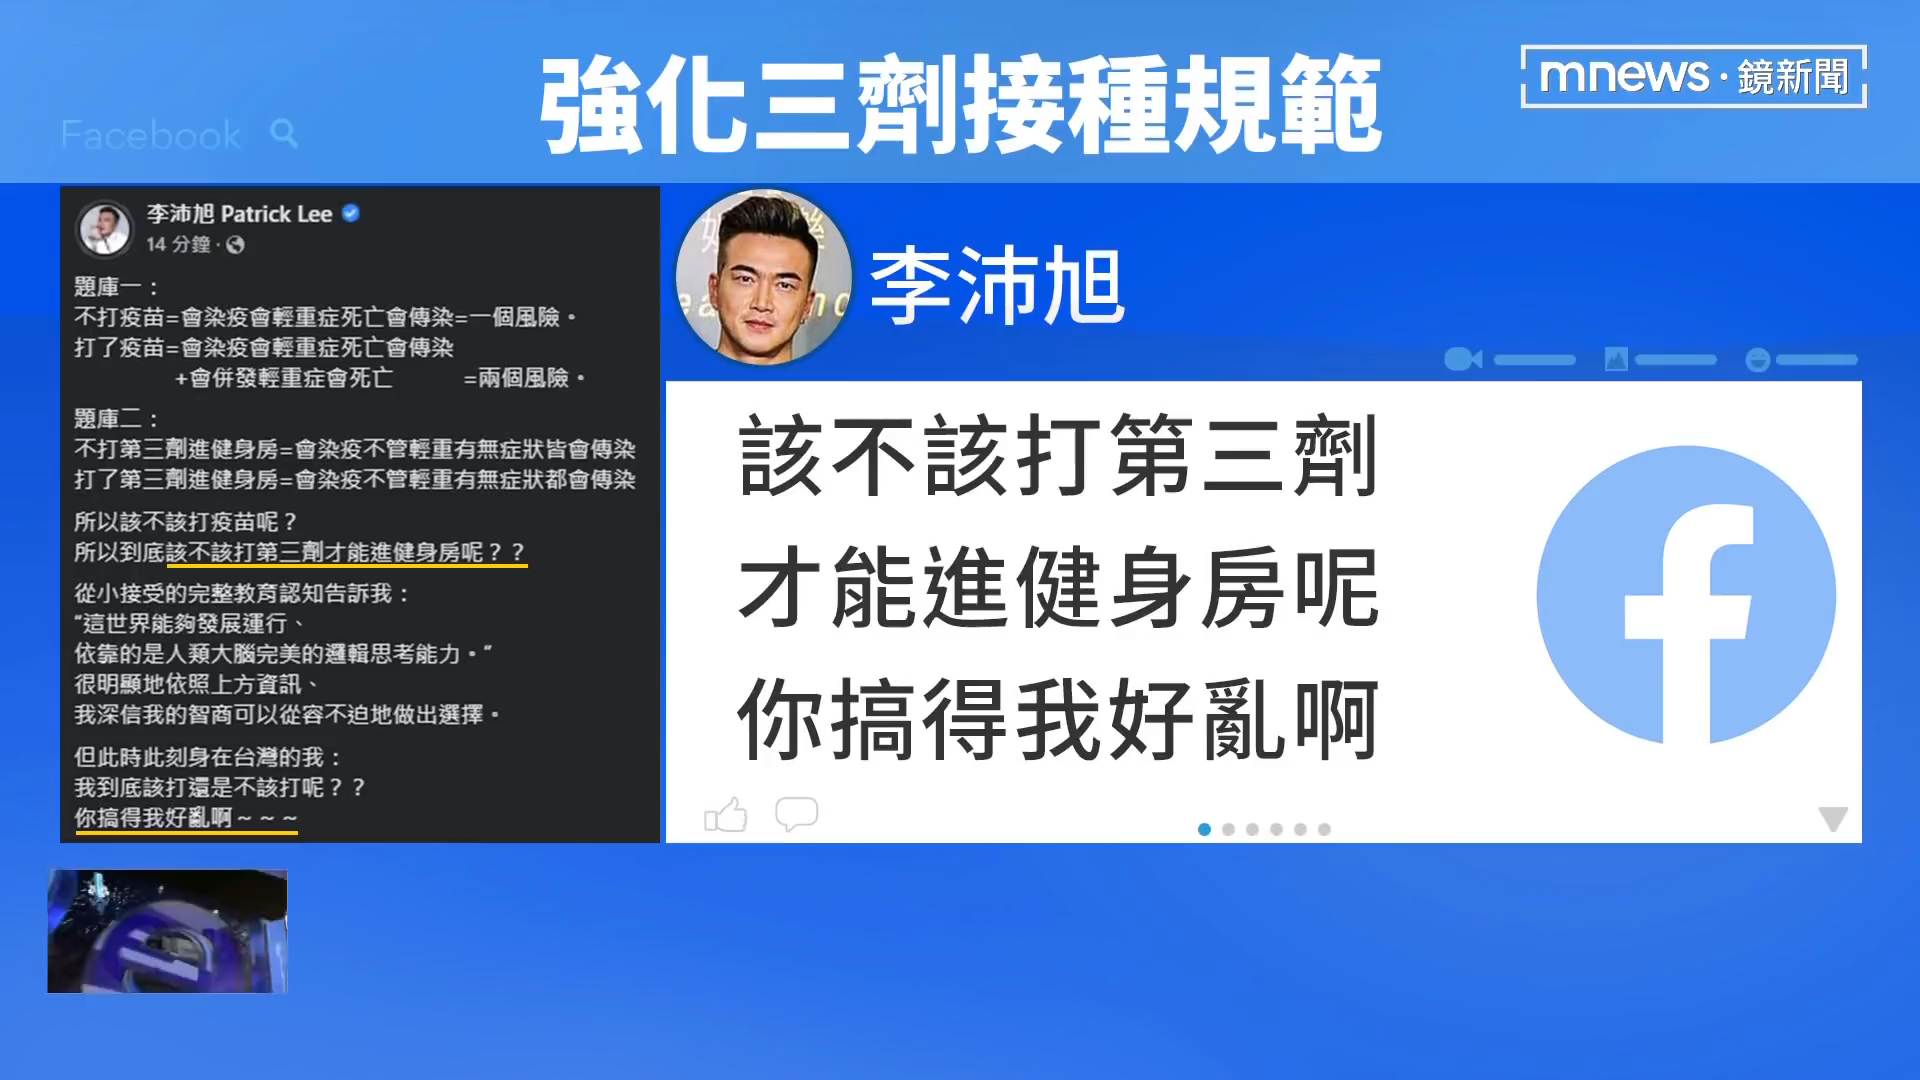 強化三劑接種規範
mnews·鏡新聞
Facebook
李沛旭 Patrick Lee
14 分鐘 ·
題庫一：
不打疫苗=會染疫會輕重症死亡會傳染=一個風險。
打了疫苗=會染疫會輕重症死亡會傳染
+會併發輕重症會死亡 =兩個風險。
題庫二：
不打第三劑進健身房=會染疫不管輕重有無症狀皆會傳染
打了第三劑進健身房=會染疫不管輕重有無症狀都會傳染
所以該不該打疫苗呢？
所以到底該不該打第三劑才能進健身房呢？？
從小接受的完整教育認知告訴我：
“這世界能夠發展運行、
依靠的是人類大腦完美的邏輯思考能力。”
很明顯地依照上方資訊、
我深信我的智商可以從容不迫地做出選擇。
但此時此刻身在台灣的我：
我到底該打還是不該打呢？？
你搞得我好亂啊～～～
李沛旭
該不該打第三劑
才能進健身房呢
你搞得我好亂啊